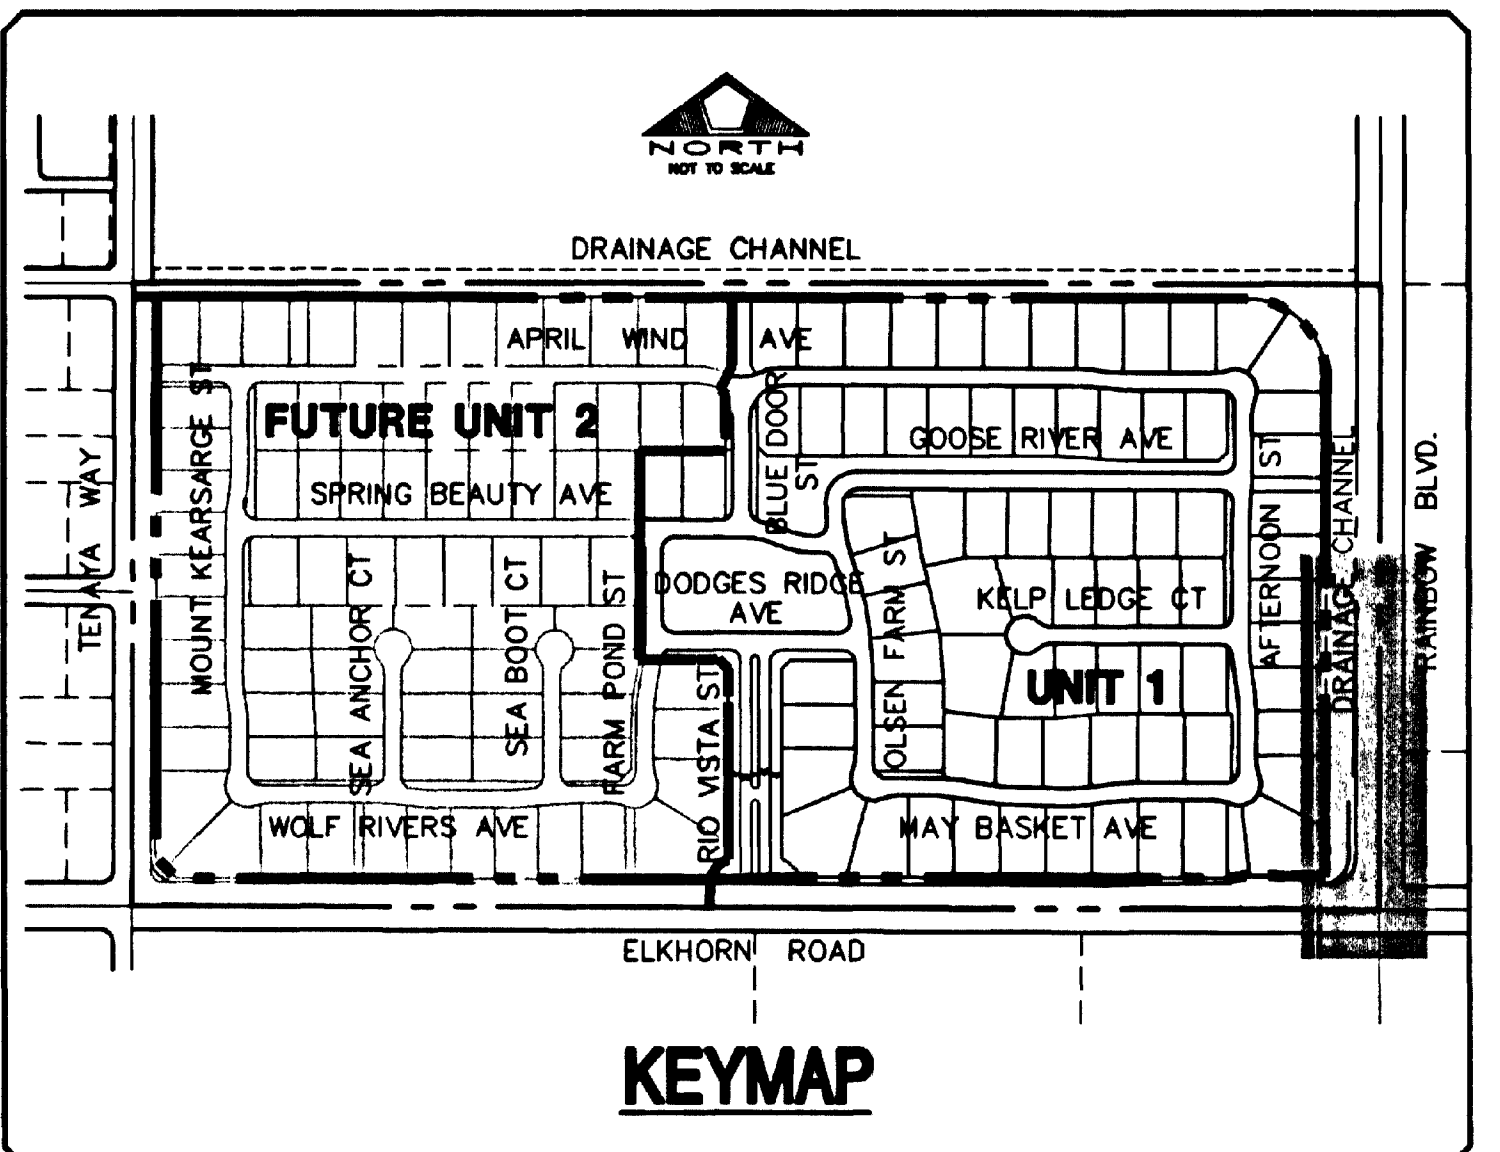 NORTH
NOT TO SCALE
DRAINAGE CHANNEL
APRIL WIND AVE
FUTURE UNIT 2
BLUE DOOR ST
GOOSE RIVER AVE
SPRING BEAUTY AVE
TENAYA WAY
MOUNT KEARSARGE ST
SEA ANCHOR CT
SEA BOOT CT
FARM POND ST
DODGES RIDGE
AVE
OLSEN FARM ST
KELP LEDGE CT
AFTERNOON ST
DRAINAGE CHANNEL
RAINBOW BLVD.
UNIT 1
RIO VISTA ST
WOLF RIVERS AVE
MAY BASKET AVE
ELKHORN ROAD
KEYMAP